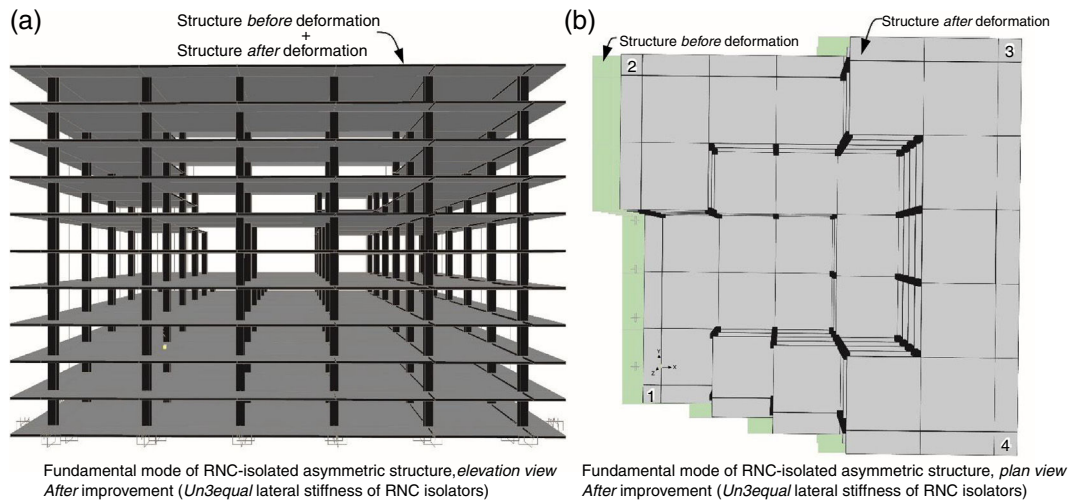 (a)
Structure before deformation
+
Structure after deformation
Fundamental mode of RNC-isolated asymmetric structure,elevation view
After improvement (Un3equal lateral stiffness of RNC isolators)
(b)
Structure before deformation
Structure after deformation
2
3
1
4
Y
Z
X
Fundamental mode of RNC-isolated asymmetric structure, plan view
After improvement (Un3equal lateral stiffness of RNC isolators)